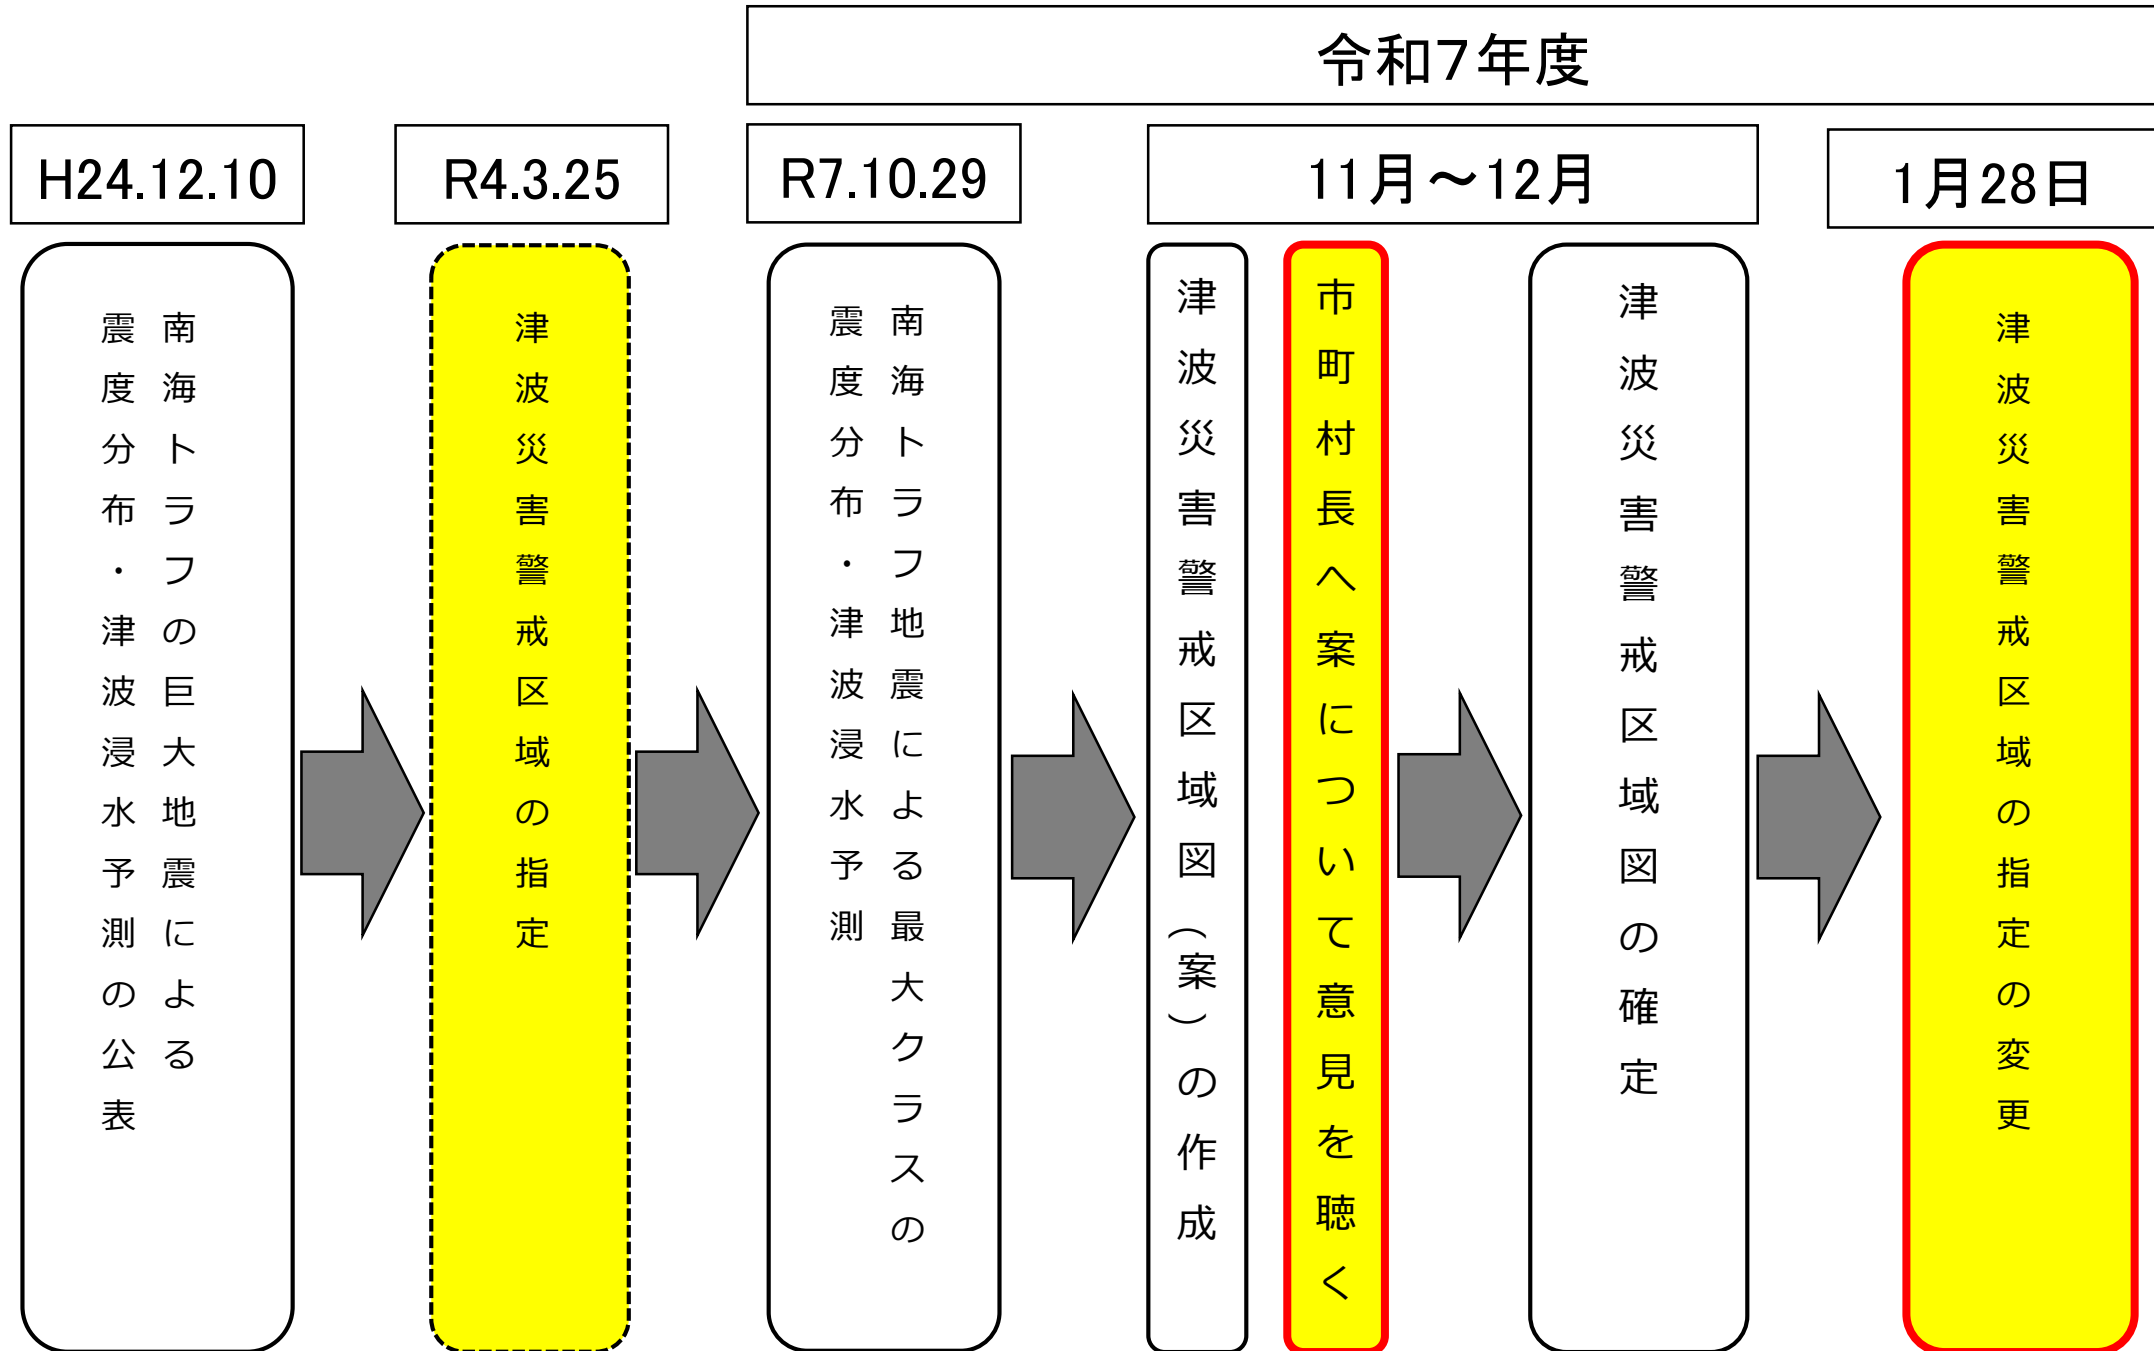 令和7年度
H24.12.10
R4.3.25
R7.10.29
11月～12月
1月28日
南海トラフの巨大地震による
震度分布・津波浸水予測の公表
津波災害警戒区域の指定
南海トラフ地震による最大クラスの
震度分布・津波浸水予測
津波災害警戒区域図（案）の作成
市町村長へ案について意見を聴く
津波災害警戒区域図の確定
津波災害警戒区域の指定の変更